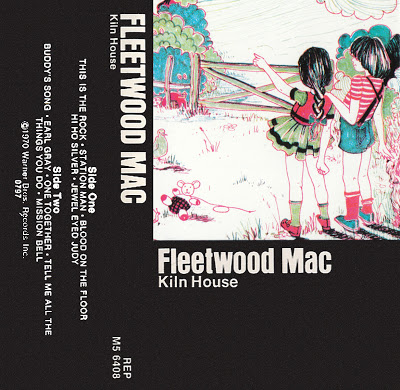 FLEETWOOD MAC
Kiln House
Side One
THIS IS THE ROCK • STATION MAN • BLOOD ON THE FLOOR
HI HO SILVER • JEWEL EYED JUDY
Side Two
BUDDY'S SONG • EARL GRAY • ONE TOGETHER • TELL ME ALL THE
THINGS YOU DO • MISSION BELL
©1970 Warner Bros. Records Inc.
0797
REP
M5 6408
Fleetwood Mac
Kiln House